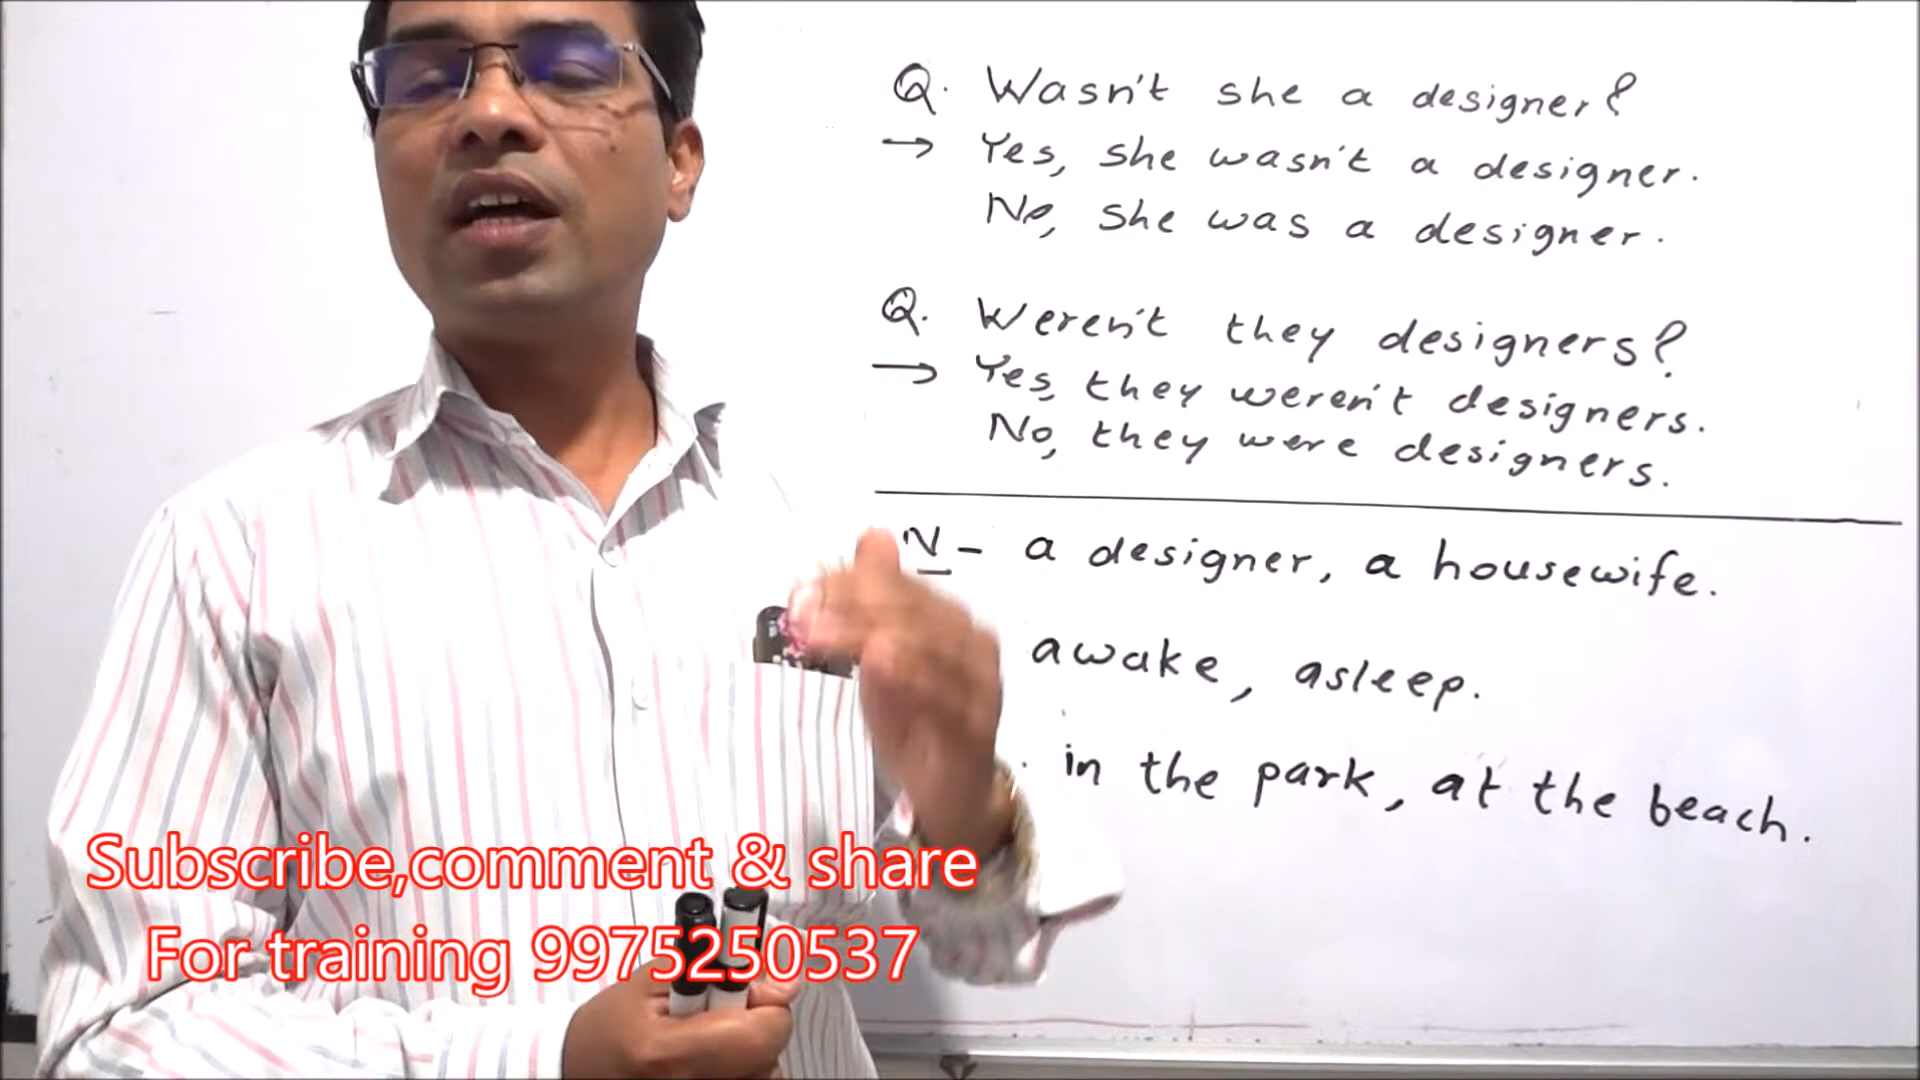 Q. Wasn't she a designer?
→ Yes, she wasn't a designer.
No, she was a designer.
Q. Weren't they designers?
→ Yes, they weren't designers.
No, they were designers.
N - a designer, a housewife.
awake, asleep.
in the park, at the beach.
Subscribe,comment & share
For training 9975250537